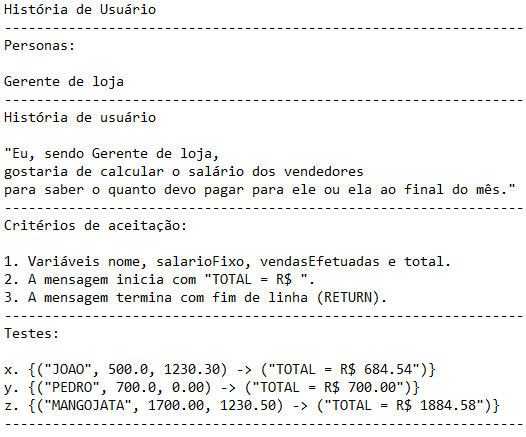 História de Usuário
-----------------------------------------------------------------
Personas:
Gerente de loja
-----------------------------------------------------------------
História de usuário
"Eu, sendo Gerente de loja,
gostaria de calcular o salário dos vendedores
para saber o quanto devo pagar para ele ou ela ao final do mês."
-----------------------------------------------------------------
Critérios de aceitação:
1. Variáveis nome, salarioFixo, vendasEfetuadas e total.
2. A mensagem inicia com "TOTAL = R$ ".
3. A mensagem termina com fim de linha (RETURN).
-----------------------------------------------------------------
Testes:
x. {("JOAO", 500.0, 1230.30) -> ("TOTAL = R$ 684.54")}
y. {("PEDRO", 700.0, 0.00) -> ("TOTAL = R$ 700.00")}
z. {("MANGOJATA", 1700.00, 1230.50) -> ("TOTAL = R$ 1884.58")}
-----------------------------------------------------------------